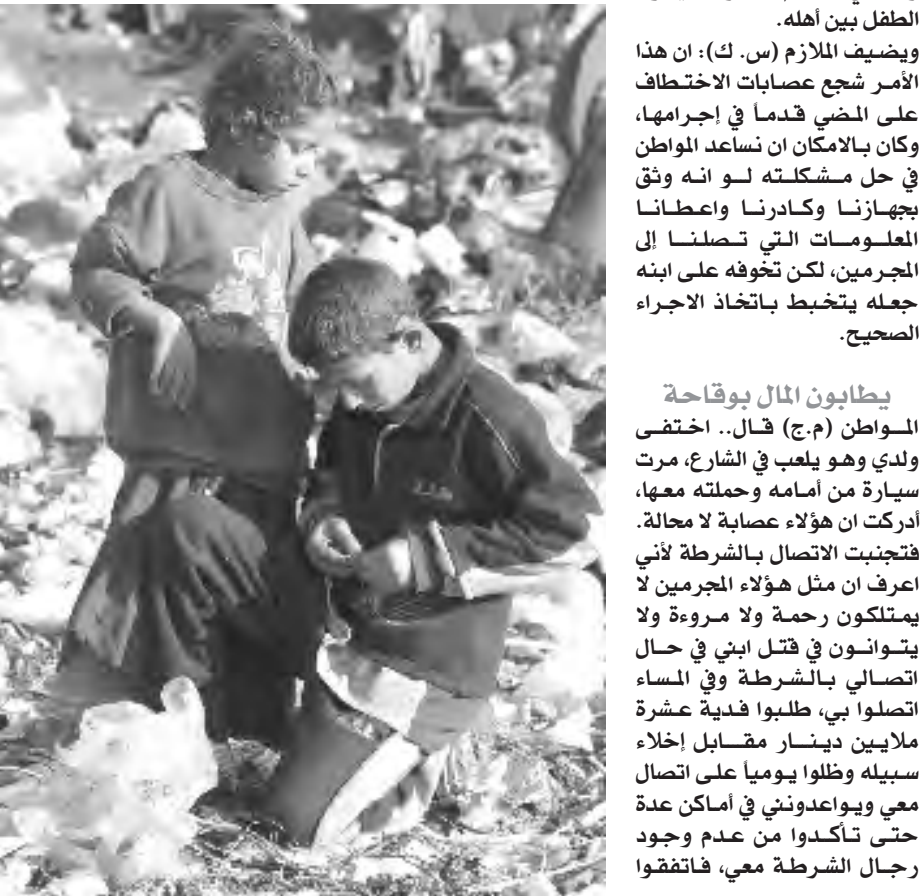 الطفل بين أهله.
ويضيف الملازم (س. ك): ان هذا
الأمر شجع عصابات الاختطاف
على المضي قدماً في إجرامها،
وكان بالامكان ان نساعد المواطن
في حل مشكلته لو انه وثق
بجهازنا وكادرنا واعطانا
المعلومات التي تصلنا إلى
المجرمين، لكن تخوفه على ابنه
جعله يتخبط باتخاذ الاجراء
الصحيح.
يطابون المال بوقاحة
المواطن (م.ج) قال.. اختفى
ولدي وهو يلعب في الشارع، مرت
سيارة من أمامه وحملته معها،
أدركت ان هؤلاء عصابة لا محالة.
فتجنبت الاتصال بالشرطة لأني
اعرف ان مثل هؤلاء المجرمين لا
يمتلكون رحمة ولا مروءة ولا
يتوانون في قتل ابني في حال
اتصالي بالشرطة وفي المساء
اتصلوا بي، طلبوا فدية عشرة
ملايين دينار مقابل إخلاء
سبيله وظلوا يومياً على اتصال
معي ويواعدونني في أماكن عدة
حتى تأكدوا من عدم وجود
رجال الشرطة معي، فاتفقوا